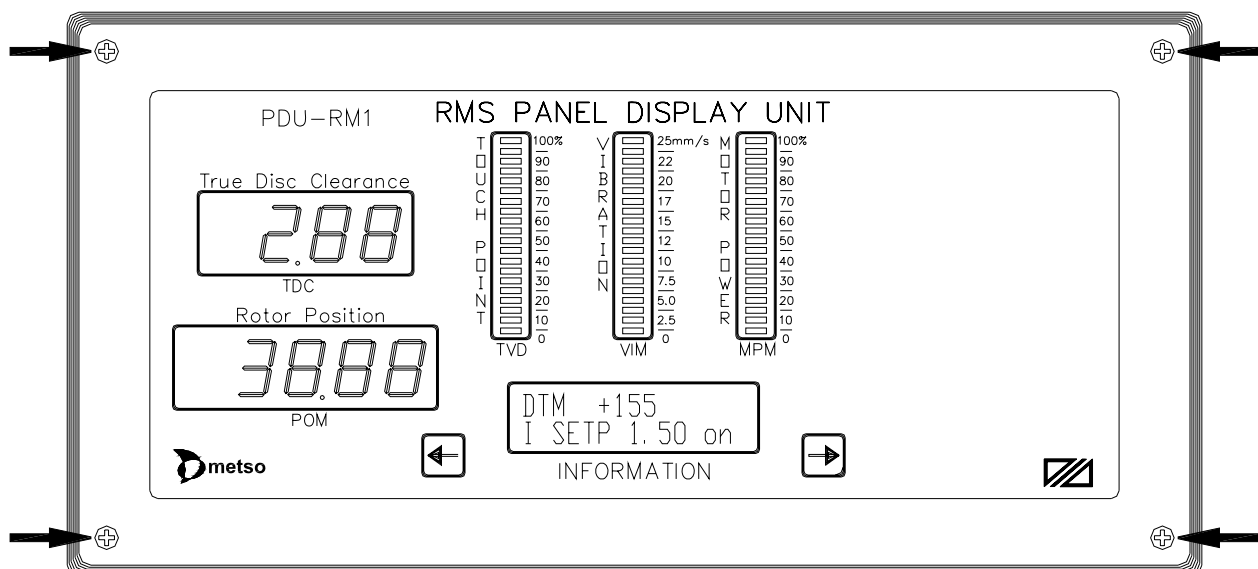 PDU-RM1
RMS PANEL DISPLAY UNIT
True Disc Clearance
2.88
TDC
Rotor Position
38.88
POM
TOUCH POINT
100%
90
80
70
60
50
40
30
20
10
0
TVD
VIBRATION
25mm/s
22
20
17
15
12
10
7.5
5.0
2.5
0
VIM
MOTOR POWER
100%
90
80
70
60
50
40
30
20
10
0
MPM
DTM +155
I SETP 1.50 on
INFORMATION
metso